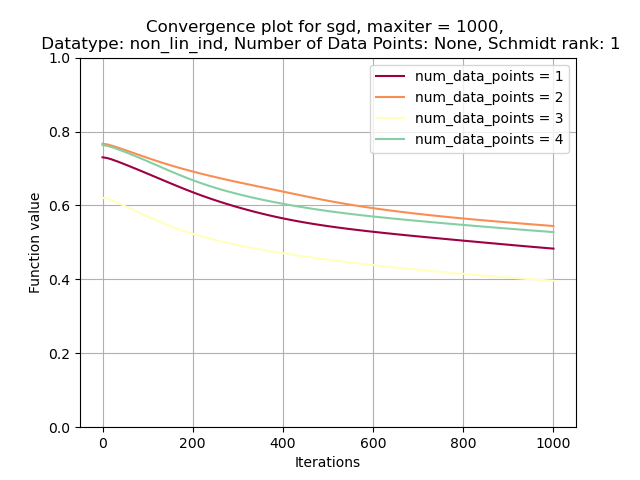 Convergence plot for sgd, maxiter = 1000,
Datatype: non_lin_ind, Number of Data Points: None, Schmidt rank: 1
1.0
0.8
0.6
0.4
0.2
0.0
Function value
num_data_points = 1
num_data_points = 2
num_data_points = 3
num_data_points = 4
0 200 400 600 800 1000
Iterations